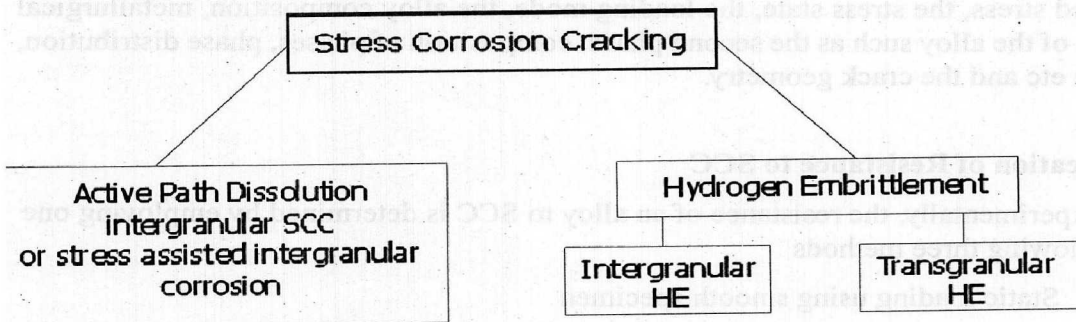 Stress Corrosion Cracking
Active Path Dissolution
intergranular SCC
or stress assisted intergranular
corrosion
Hydrogen Embrittlement
Intergranular
HE
Transgranular
HE